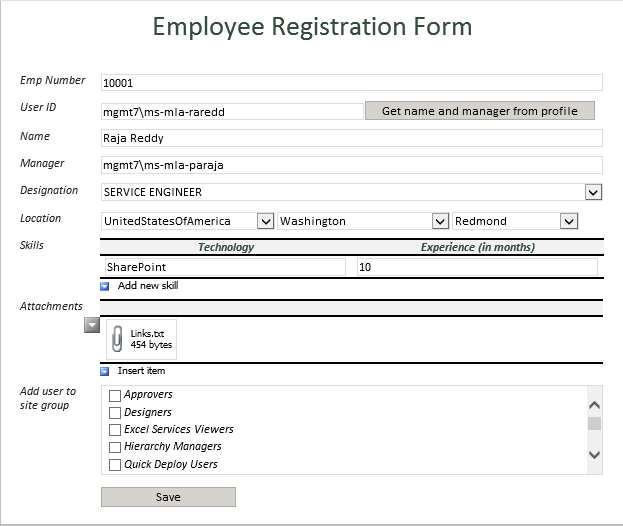 Employee Registration Form
Emp Number 10001
User ID mgmt7\ms-mla-raredd Get name and manager from profile
Name Raja Reddy
Manager mgmt7\ms-mla-paraja
Designation SERVICE ENGINEER
Location UnitedStatesOfAmerica Washington Redmond
Skills Technology Experience (in months)
SharePoint 10
Add new skill
Attachments
Links.txt
454 bytes
Insert item
Add user to
site group
Approvers
Designers
Excel Services Viewers
Hierarchy Managers
Quick Deploy Users
Save